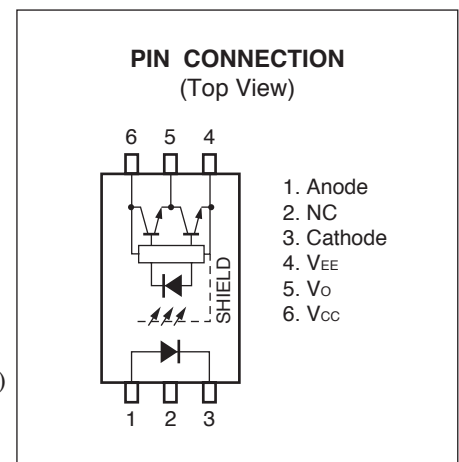 PIN CONNECTION
(Top View)
6 5 4
SHIELD
1 2 3
1. Anode
2. NC
3. Cathode
4. VEE
5. VO
6. VCC
)